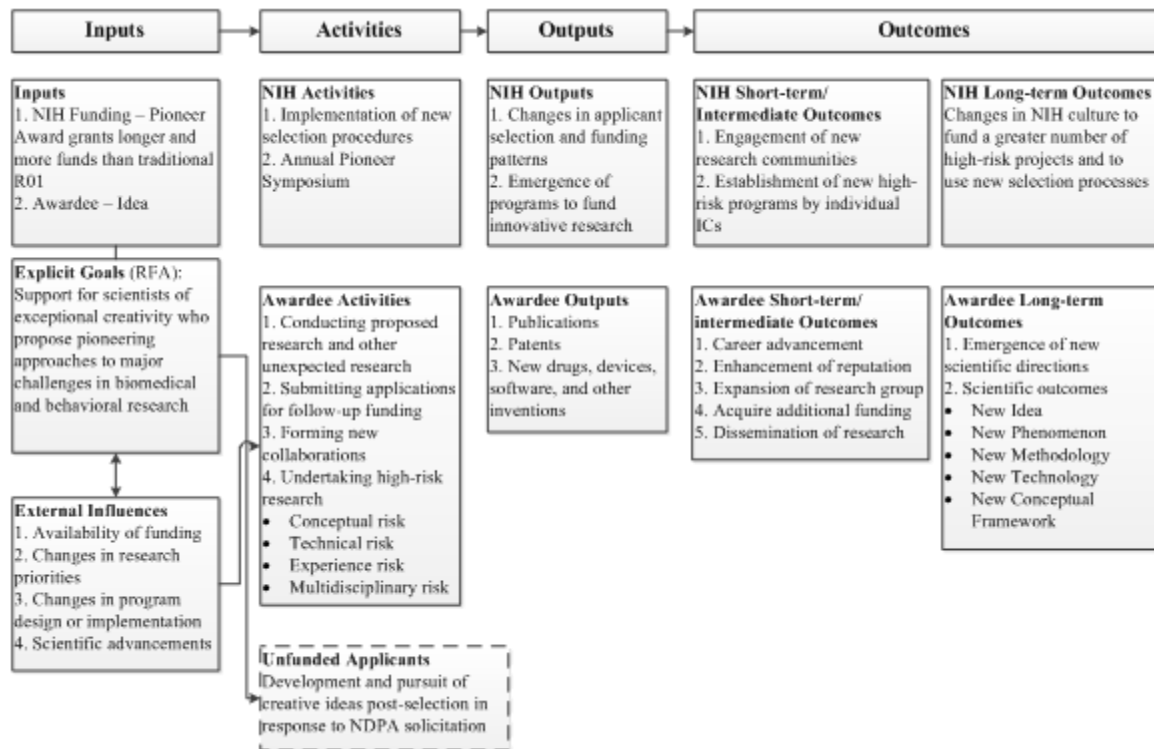 Inputs
Activities
Outputs
Outcomes
Inputs
1. NIH Funding – Pioneer
Award grants longer and
more funds than traditional
R01
2. Awardee – Idea
Explicit Goals (RFA):
Support for scientists of
exceptional creativity who
propose pioneering
approaches to major
challenges in biomedical
and behavioral research
External Influences
1. Availability of funding
2. Changes in research
priorities
3. Changes in program
design or implementation
4. Scientific advancements
NIH Activities
1. Implementation of new
selection procedures
2. Annual Pioneer
Symposium
Awardee Activities
1. Conducting proposed
research and other
unexpected research
2. Submitting applications
for follow-up funding
3. Forming new
collaborations
4. Undertaking high-risk
research
• Conceptual risk
• Technical risk
• Experience risk
• Multidisciplinary risk
Unfunded Applicants
Development and pursuit of
creative ideas post-selection in
response to NDPA solicitation
NIH Outputs
1. Changes in applicant
selection and funding
patterns
2. Emergence of
programs to fund
innovative research
Awardee Outputs
1. Publications
2. Patents
3. New drugs, devices,
software, and other
inventions
NIH Short-term/
Intermediate Outcomes
1. Engagement of new
research communities
2. Establishment of new high-
risk programs by individual
ICs
Awardee Short-term/
intermediate Outcomes
1. Career advancement
2. Enhancement of reputation
3. Expansion of research group
4. Acquire additional funding
5. Dissemination of research
NIH Long-term Outcomes
Changes in NIH culture to
fund a greater number of
high-risk projects and to
use new selection processes
Awardee Long-term
Outcomes
1. Emergence of new
scientific directions
2. Scientific outcomes
• New Idea
• New Phenomenon
• New Methodology
• New Technology
• New Conceptual
Framework